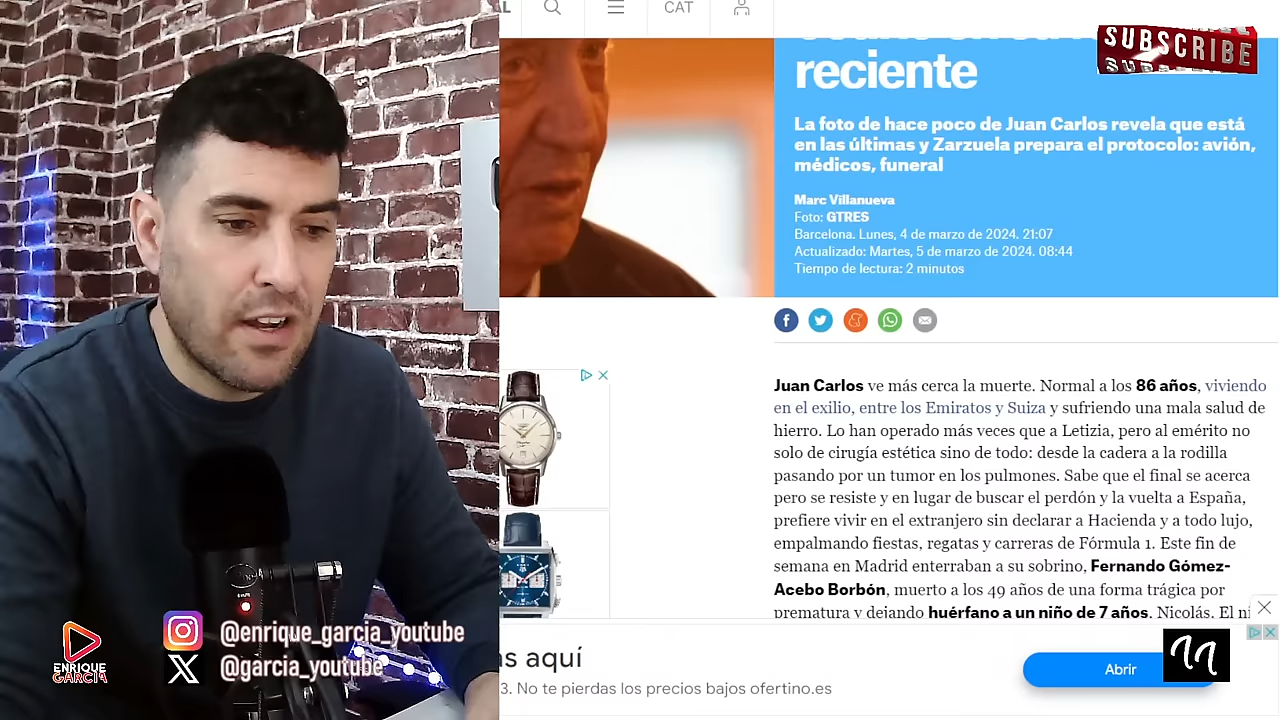 AL
CAT
SUBSCRIBE
reciente
La foto de hace poco de Juan Carlos revela que está
en las últimas y Zarzuela prepara el protocolo: avión,
médicos, funeral
Marc Villanueva
Foto: GTRES
Barcelona. Lunes, 4 de marzo de 2024. 21:07
Actualizado: Martes, 5 de marzo de 2024. 08:44
Tiempo de lectura: 2 minutos
Juan Carlos ve más cerca la muerte. Normal a los 86 años, viviendo
en el exilio, entre los Emiratos y Suiza y sufriendo una mala salud de
hierro. Lo han operado más veces que a Letizia, pero al emérito no
solo de cirugía estética sino de todo: desde la cadera a la rodilla
pasando por un tumor en los pulmones. Sabe que el final se acerca
pero se resiste y en lugar de buscar el perdón y la vuelta a España,
prefiere vivir en el extranjero sin declarar a Hacienda y a todo lujo,
empalmando fiestas, regatas y carreras de Fórmula 1. Este fin de
semana en Madrid enterraban a su sobrino, Fernando Gómez-
Acebo Borbón, muerto a los 49 años de una forma trágica por
prematura y dejando huérfano a un niño de 7 años, Nicolás. El
ENRIQUE
GARCIA
@enrique_garcia_youtube
@garcia_youtube
s aquí
3. No te pierdas los precios bajos ofertino.es
Abrir